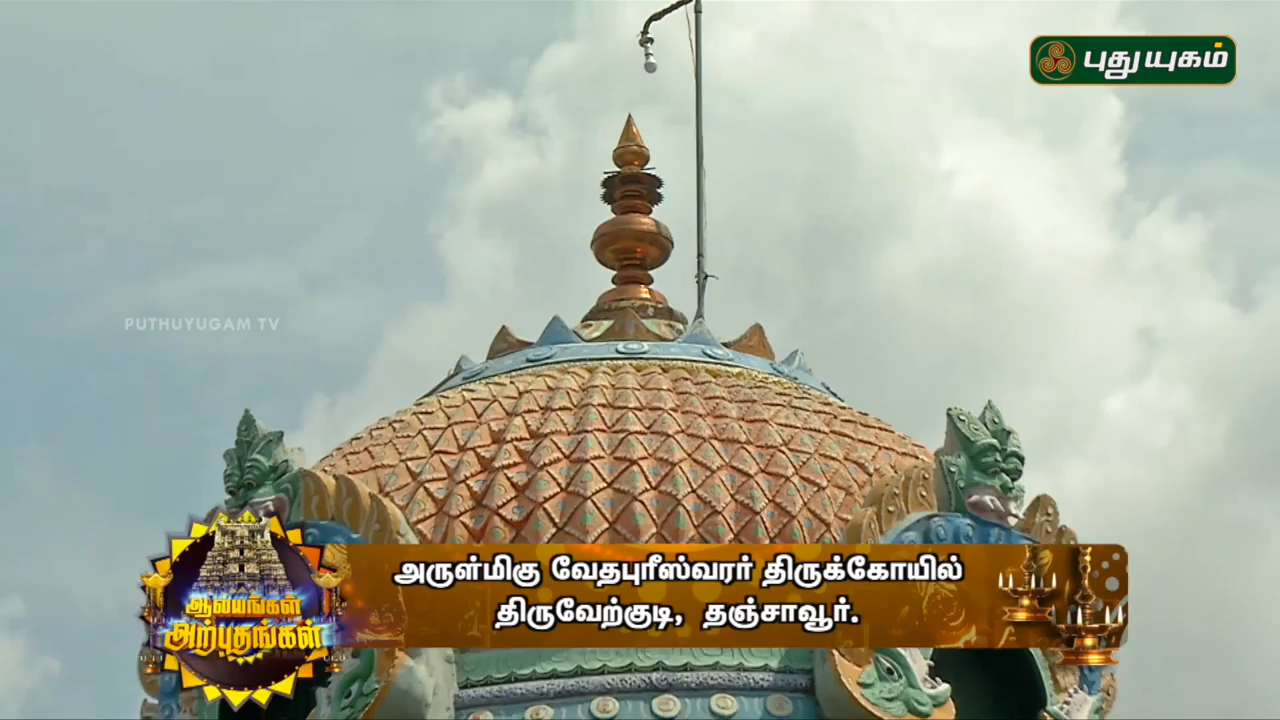 புதுயுகம்
PUTHUYUGAM TV
அருள்மிகு வேதபுரீஸ்வரர் திருக்கோயில்
திருவேற்குடி, தஞ்சாவூர்.
ஆலயங்கள்
அற்புதங்கள்